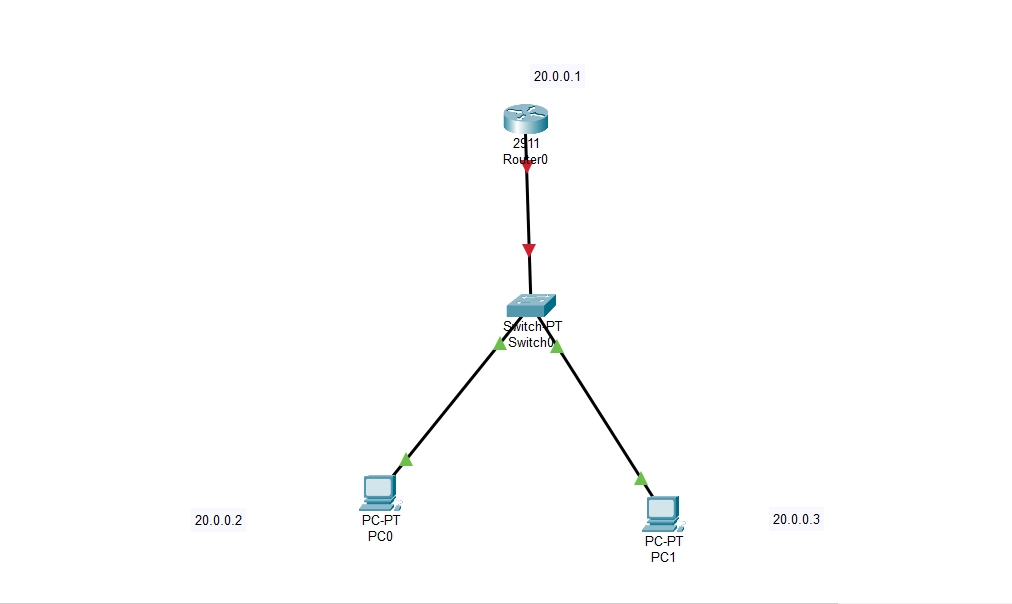 20.0.0.1
2911
Router0
Switch-PT
Switch0
20.0.0.2
PC-PT
PC0
20.0.0.3
PC-PT
PC1